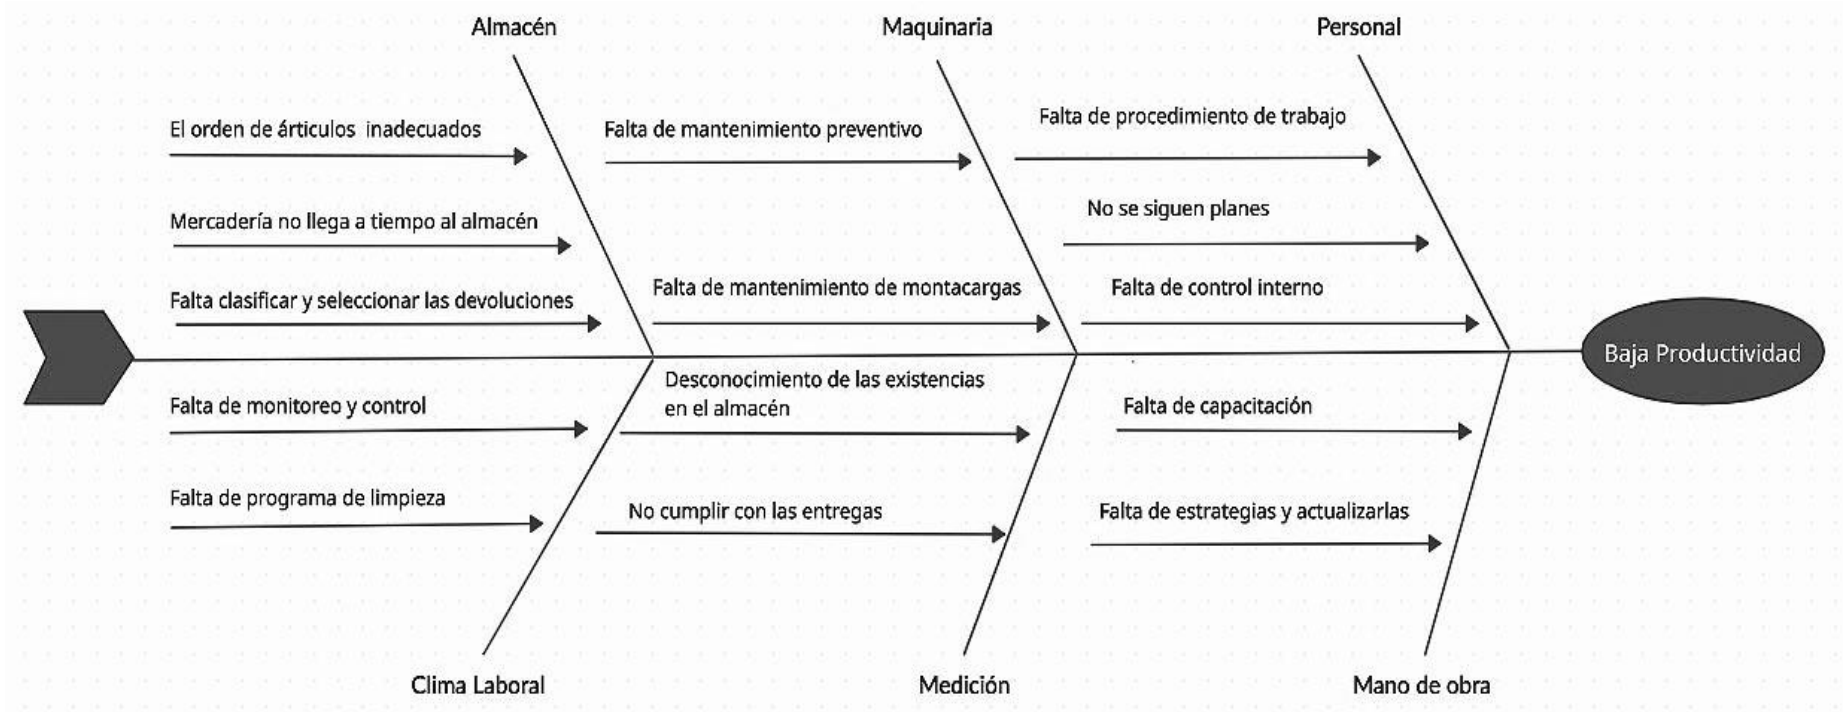 Almacén
Maquinaria
Personal
El orden de árticulos inadecuados
Falta de mantenimiento preventivo
Falta de procedimiento de trabajo
Mercadería no llega a tiempo al almacén
No se siguen planes
Falta clasificar y seleccionar las devoluciones
Falta de mantenimiento de montacargas
Falta de control interno
Baja Productividad
Falta de monitoreo y control
Desconocimiento de las existencias
en el almacén
Falta de capacitación
Falta de programa de limpieza
No cumplir con las entregas
Falta de estrategias y actualizarlas
Clima Laboral
Medición
Mano de obra